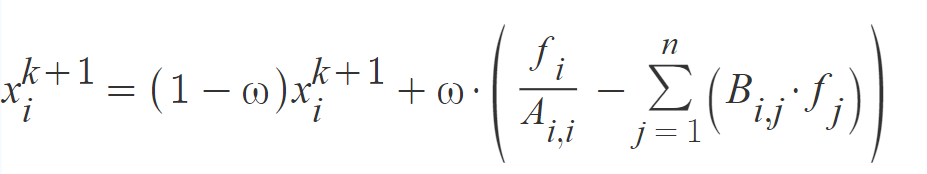 x_i^{k+1} = (1 − ω)x_i^{k+1} + ω · ( f_i / A_{i,i} − ∑_{j=1}^{n} (B_{i,j} · f_j) )